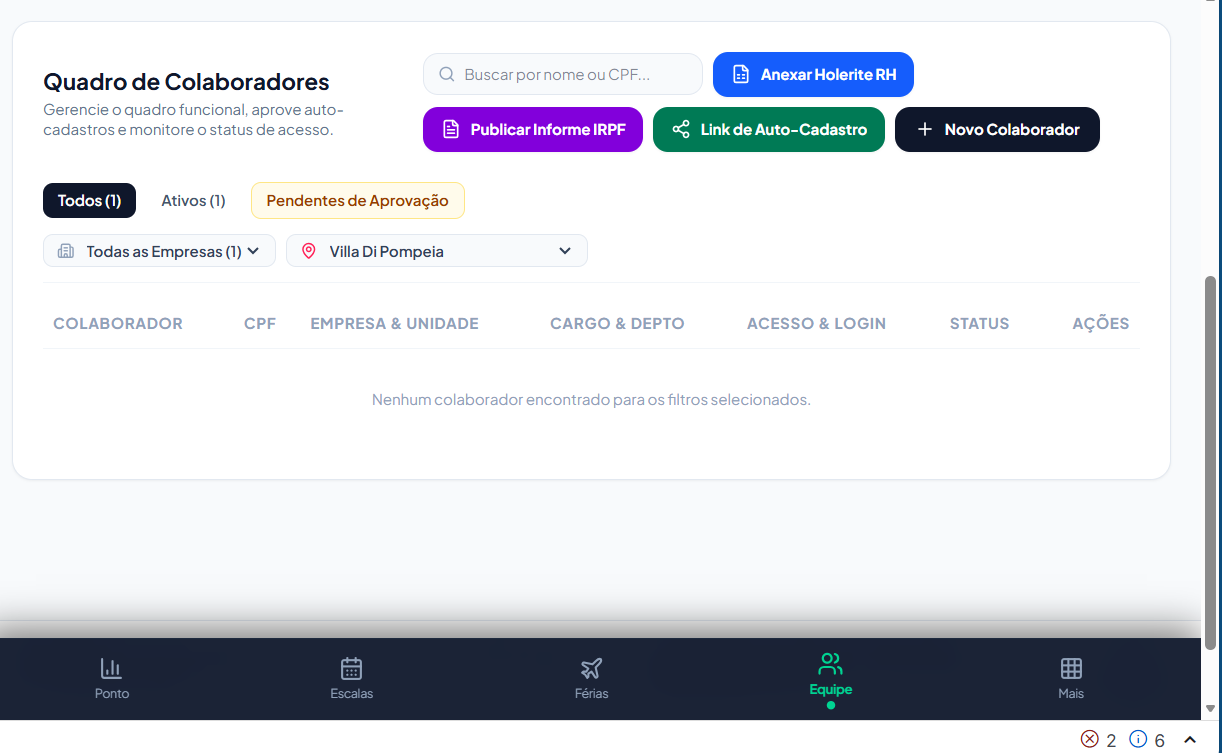 Quadro de Colaboradores
Gerencie o quadro funcional, aprove auto-
cadastros e monitore o status de acesso.
Buscar por nome ou CPF...
Anexar Holerite RH
Publicar Informe IRPF
Link de Auto-Cadastro
Novo Colaborador
Todos (1)
Ativos (1)
Pendentes de Aprovação
Todas as Empresas (1)
Villa Di Pompeia
COLABORADOR CPF EMPRESA & UNIDADE CARGO & DEPTO ACESSO & LOGIN STATUS AÇÕES
Nenhum colaborador encontrado para os filtros selecionados.
Ponto
Escalas
Férias
Equipe
Mais
2 6